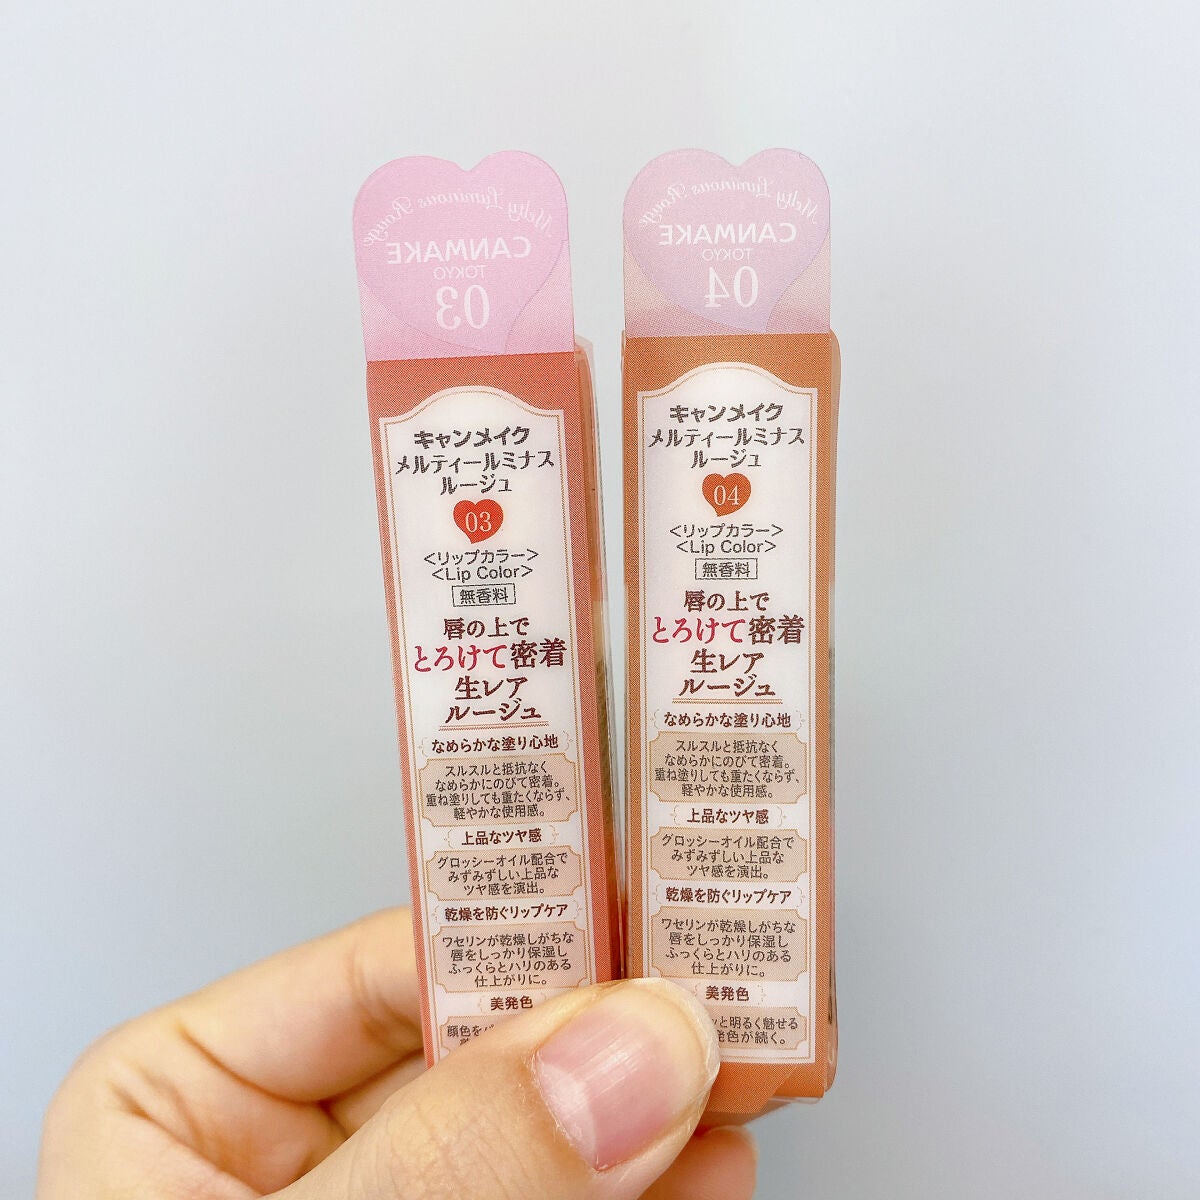 Melty Luminous Rouge
CANMAKE
TOKYO
03
キャンメイク
メルティールミナス
ルージュ
03
<リップカラー>
<Lip Color>
無香料
唇の上で
とろけて密着
生レア
ルージュ
なめらかな塗り心地
スルスルと抵抗なく
なめらかにのびて密着。
重ね塗りしても重たくならず、
軽やかな使用感。
上品なツヤ感
グロッシーオイル配合で
みずみずしい上品な
ツヤ感を演出。
乾燥を防ぐリップケア
ワセリンが乾燥しがちな
唇をしっかり保湿し
ふっくらとハリのある
仕上がりに。
美発色
顔色を
Melty Luminous Rouge
CANMAKE
TOKYO
04
キャンメイク
メルティールミナス
ルージュ
04
<リップカラー>
<Lip Color>
無香料
唇の上で
とろけて密着
生レア
ルージュ
なめらかな塗り心地
スルスルと抵抗なく
なめらかにのびて密着。
重ね塗りしても重たくならず、
軽やかな使用感。
上品なツヤ感
グロッシーオイル配合で
みずみずしい上品な
ツヤ感を演出。
乾燥を防ぐリップケア
ワセリンが乾燥しがちな
唇をしっかり保湿し
ふっくらとハリのある
仕上がりに。
美発色
ッと明るく魅せる
発色が続く。